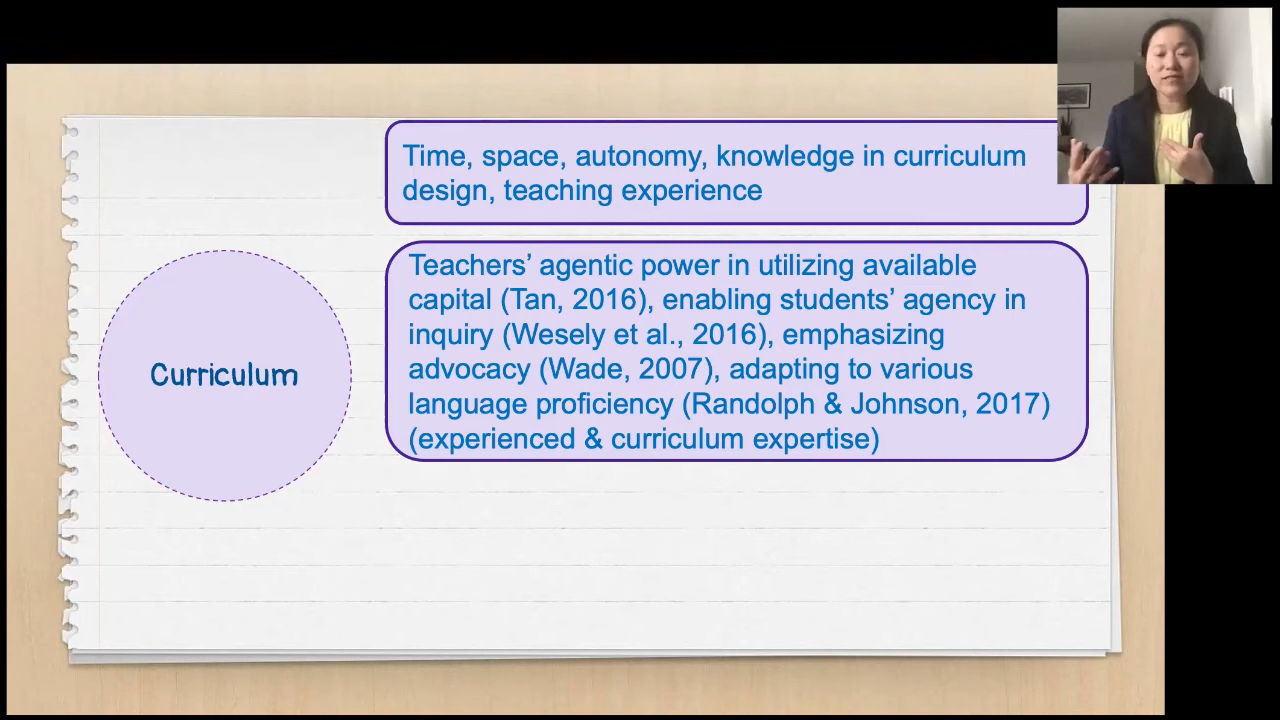 Time, space, autonomy, knowledge in curriculum
design, teaching experience
Curriculum
Teachers’ agentic power in utilizing available
capital (Tan, 2016), enabling students’ agency in
inquiry (Wesely et al., 2016), emphasizing
advocacy (Wade, 2007), adapting to various
language proficiency (Randolph & Johnson, 2017)
(experienced & curriculum expertise)